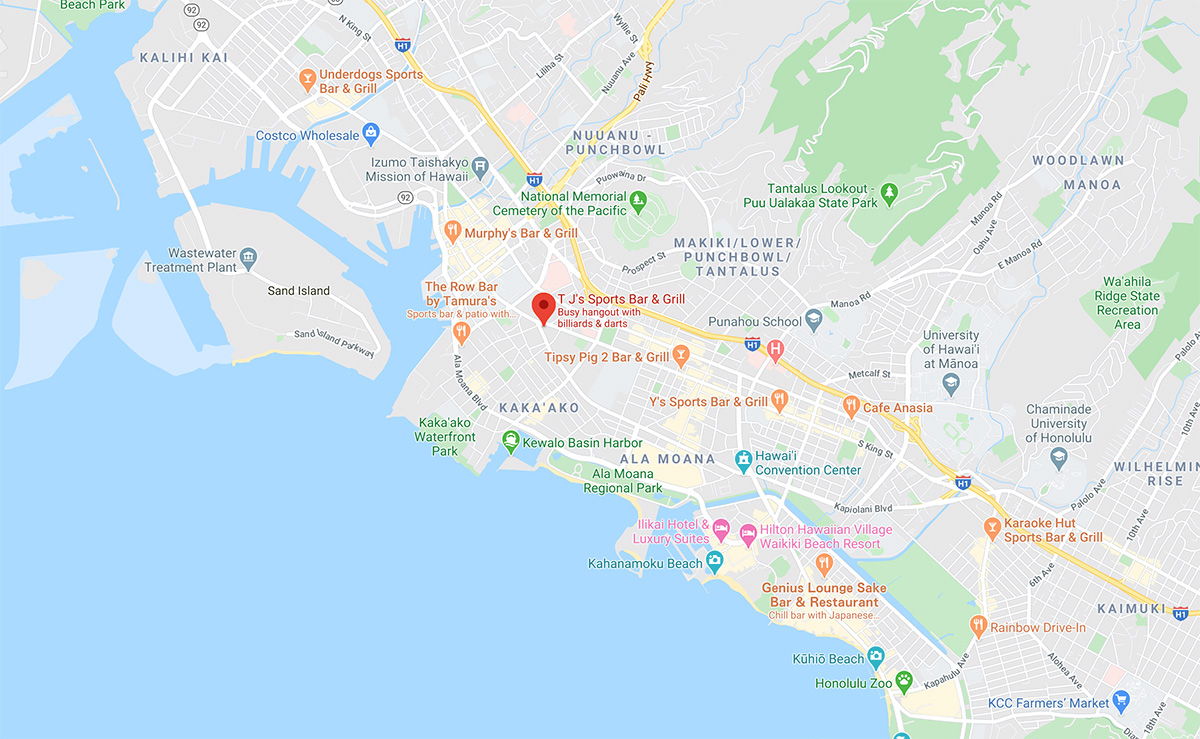 Beach Park
92
92
N King St
H1
Wyllie St
Liliha St
Nuuanu Ave
Pali Hwy
KALIHI KAI
Underdogs Sports
Bar & Grill
Costco Wholesale
NUUANU -
PUNCHBOWL
Izumo Taishakyo
Mission of Hawaii
H1
Puowaina Dr
92
National Memorial
Cemetery of the Pacific
Tantalus Lookout -
Puu Ualakaa State Park
WOODLAWN
MANOA
Manoa Rd
Oahu Ave
E Manoa Rd
Murphy's Bar & Grill
MAKIKI/LOWER/
PUNCHBOWL/
TANTALUS
Prospect St
Wastewater
Treatment Plant
Sand Island
The Row Bar
by Tamura's
Sports bar & patio with...
T J's Sports Bar & Grill
Busy hangout with
billiards & darts
Manoa Rd
Wa'ahila
Ridge State
Recreation
Area
Punahou School
Sand Island Parkway
University
of Hawai'i
at Mānoa
H1
H
Tipsy Pig 2 Bar & Grill
Metcalf St
Palolo Ave
Ala Moana Blvd
Y's Sports Bar & Grill
Cafe Anasia
KAKA'AKO
Chaminade
University
of Honolulu
10th Ave
Kaka'ako
Waterfront
Park
Kewalo Basin Harbor
S King St
ALA MOANA
Hawai'i
Convention Center
Ala Moana
Regional Park
WILHELMIN
RISE
H1
Palolo Ave
Kapiolani Blvd
10th Ave
Ilikai Hotel &
Luxury Suites
Hilton Hawaiian Village
Waikiki Beach Resort
Karaoke Hut
Sports Bar & Grill
Kahanamoku Beach
6th Ave
Genius Lounge Sake
Bar & Restaurant
Chill bar with Japanese...
KAIMUKI
H1
Rainbow Drive-In
Kūhiō Beach
Kapahulu Ave
Alohea Ave
Honolulu Zoo
KCC Farmers' Market
18th Ave